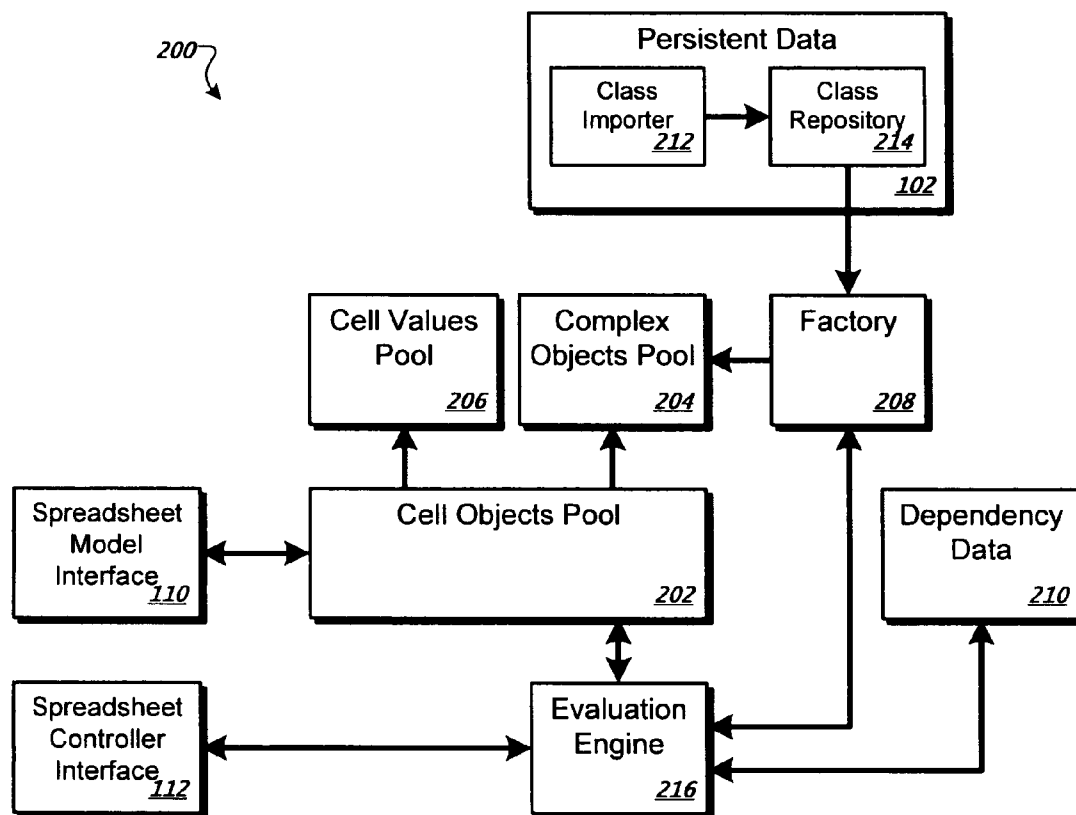 200
Persistent Data
Class
Importer
212
Class
Repository
214
102
Cell Values
Pool
206
Complex
Objects Pool
204
Factory
208
Spreadsheet
Model
Interface
110
Cell Objects Pool
202
Dependency
Data
210
Spreadsheet
Controller
Interface
112
Evaluation
Engine
216